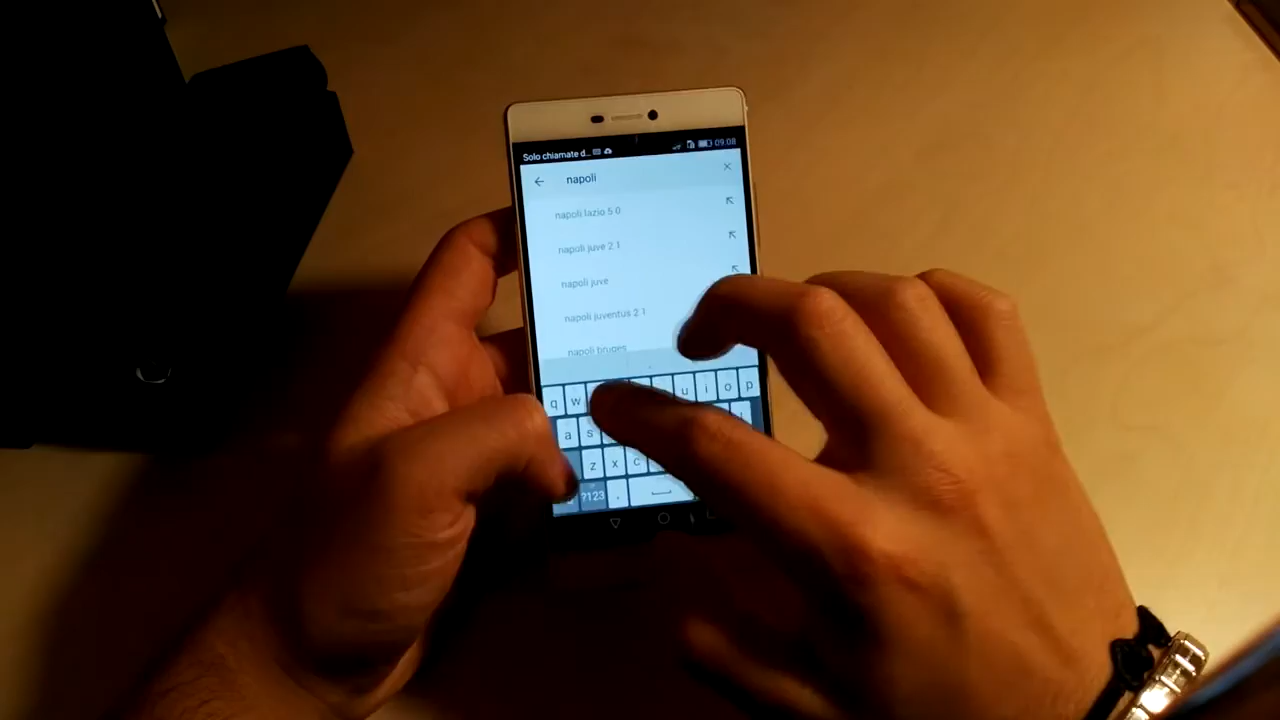 Solo chiamate d... 09:08
napoli
napoli lazio 5 0
napoli juve 2 1
napoli juve
napoli juventus 2 1
napoli bruges
q w u i o p
a s
z x c
?123 ,